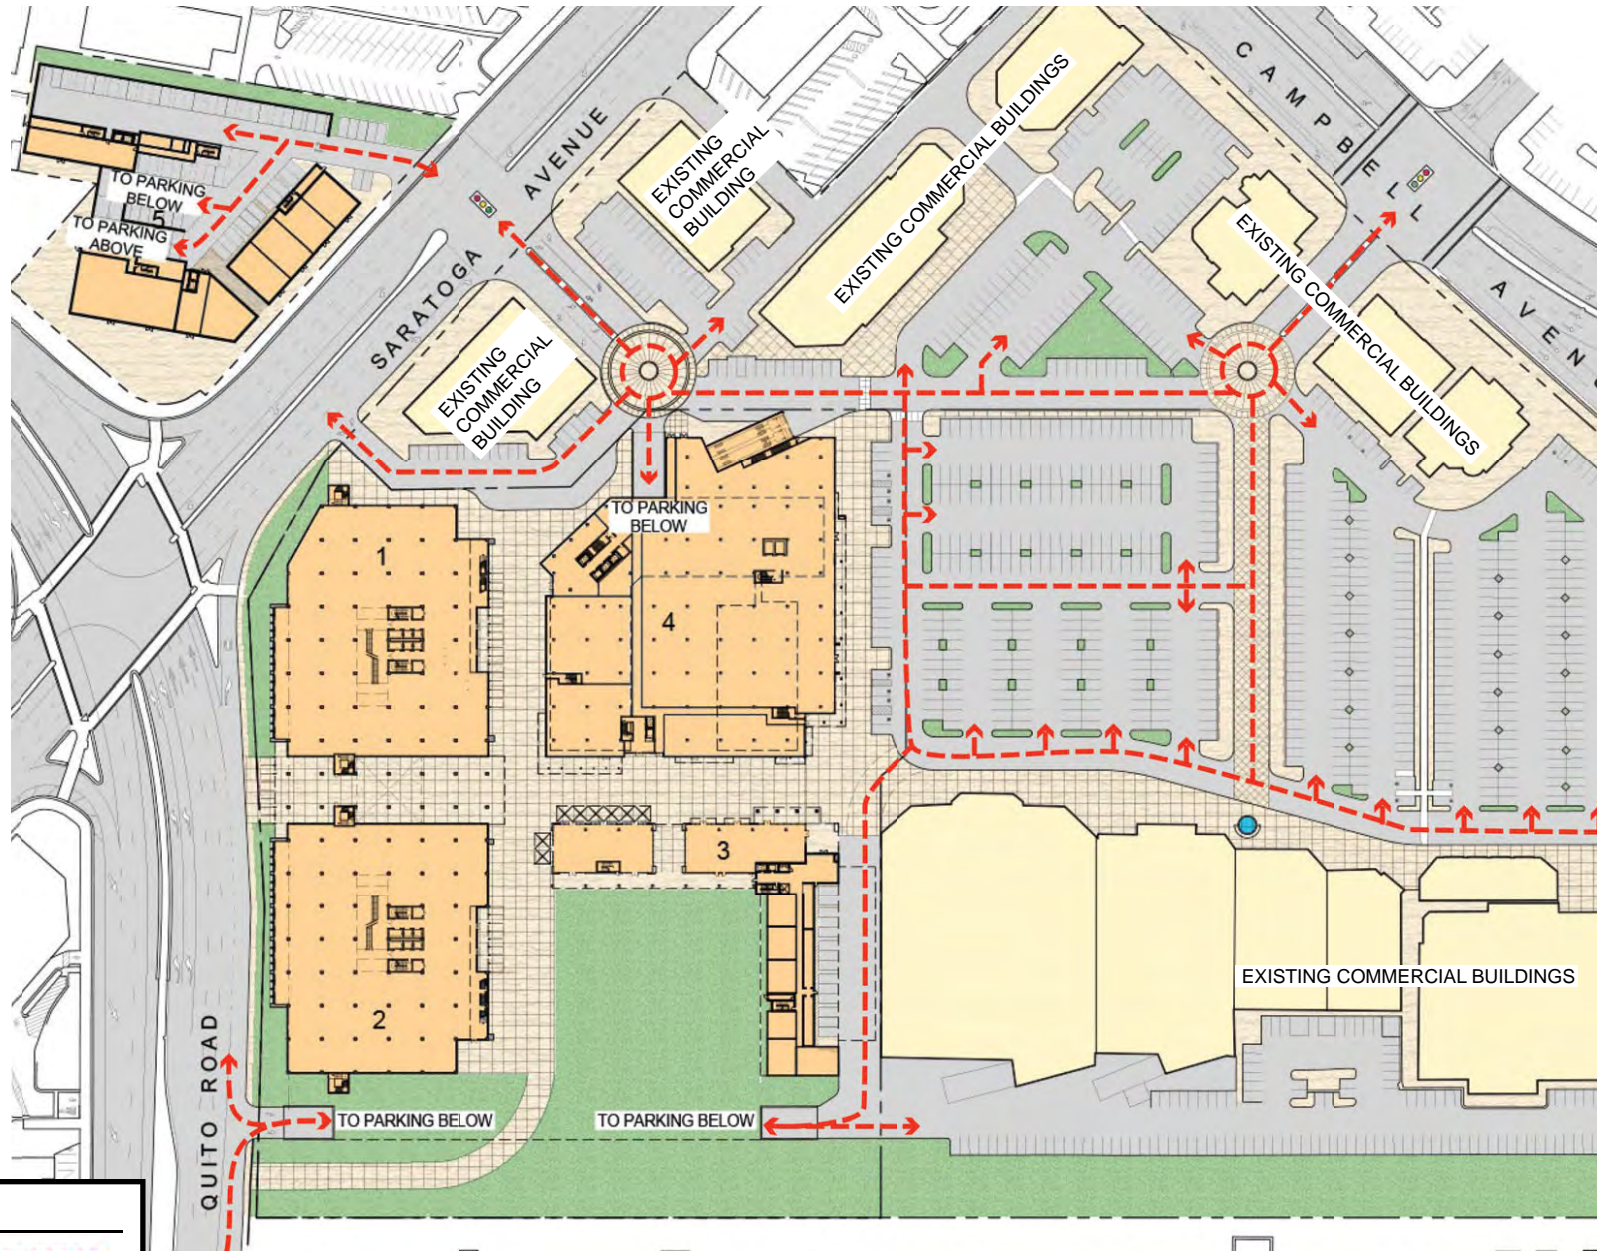 CAMPBELL
AVENUE
SARATOGA
AVENUE
EXISTING
COMMERCIAL
BUILDING
EXISTING COMMERCIAL BUILDINGS
EXISTING COMMERCIAL BUILDINGS
TO PARKING
BELOW
5
TO PARKING
ABOVE
EXISTING
COMMERCIAL
BUILDING
TO PARKING
BELOW
1
4
3
2
EXISTING COMMERCIAL BUILDINGS
QUITO ROAD
TO PARKING BELOW
TO PARKING BELOW